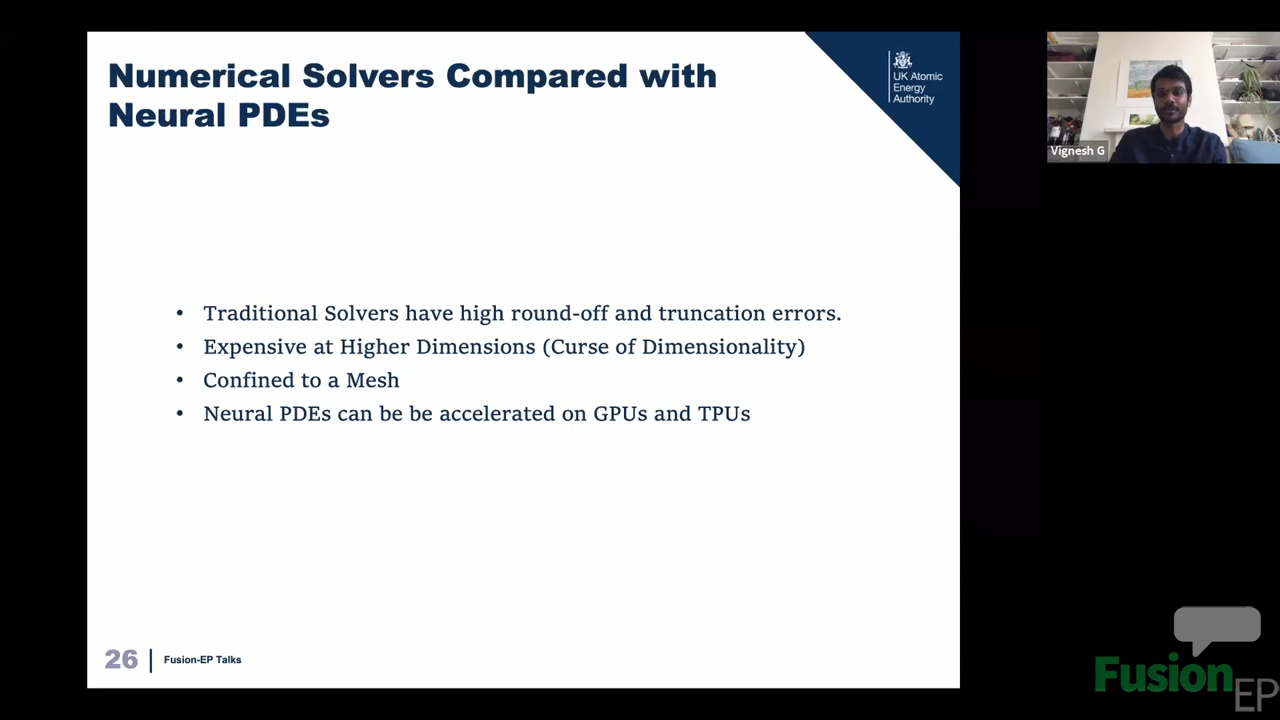 Numerical Solvers Compared with
Neural PDEs
UK Atomic
Energy
Authority
Vignesh G
• Traditional Solvers have high round-off and truncation errors.
• Expensive at Higher Dimensions (Curse of Dimensionality)
• Confined to a Mesh
• Neural PDEs can be be accelerated on GPUs and TPUs
26
Fusion-EP Talks
Fusion
EP